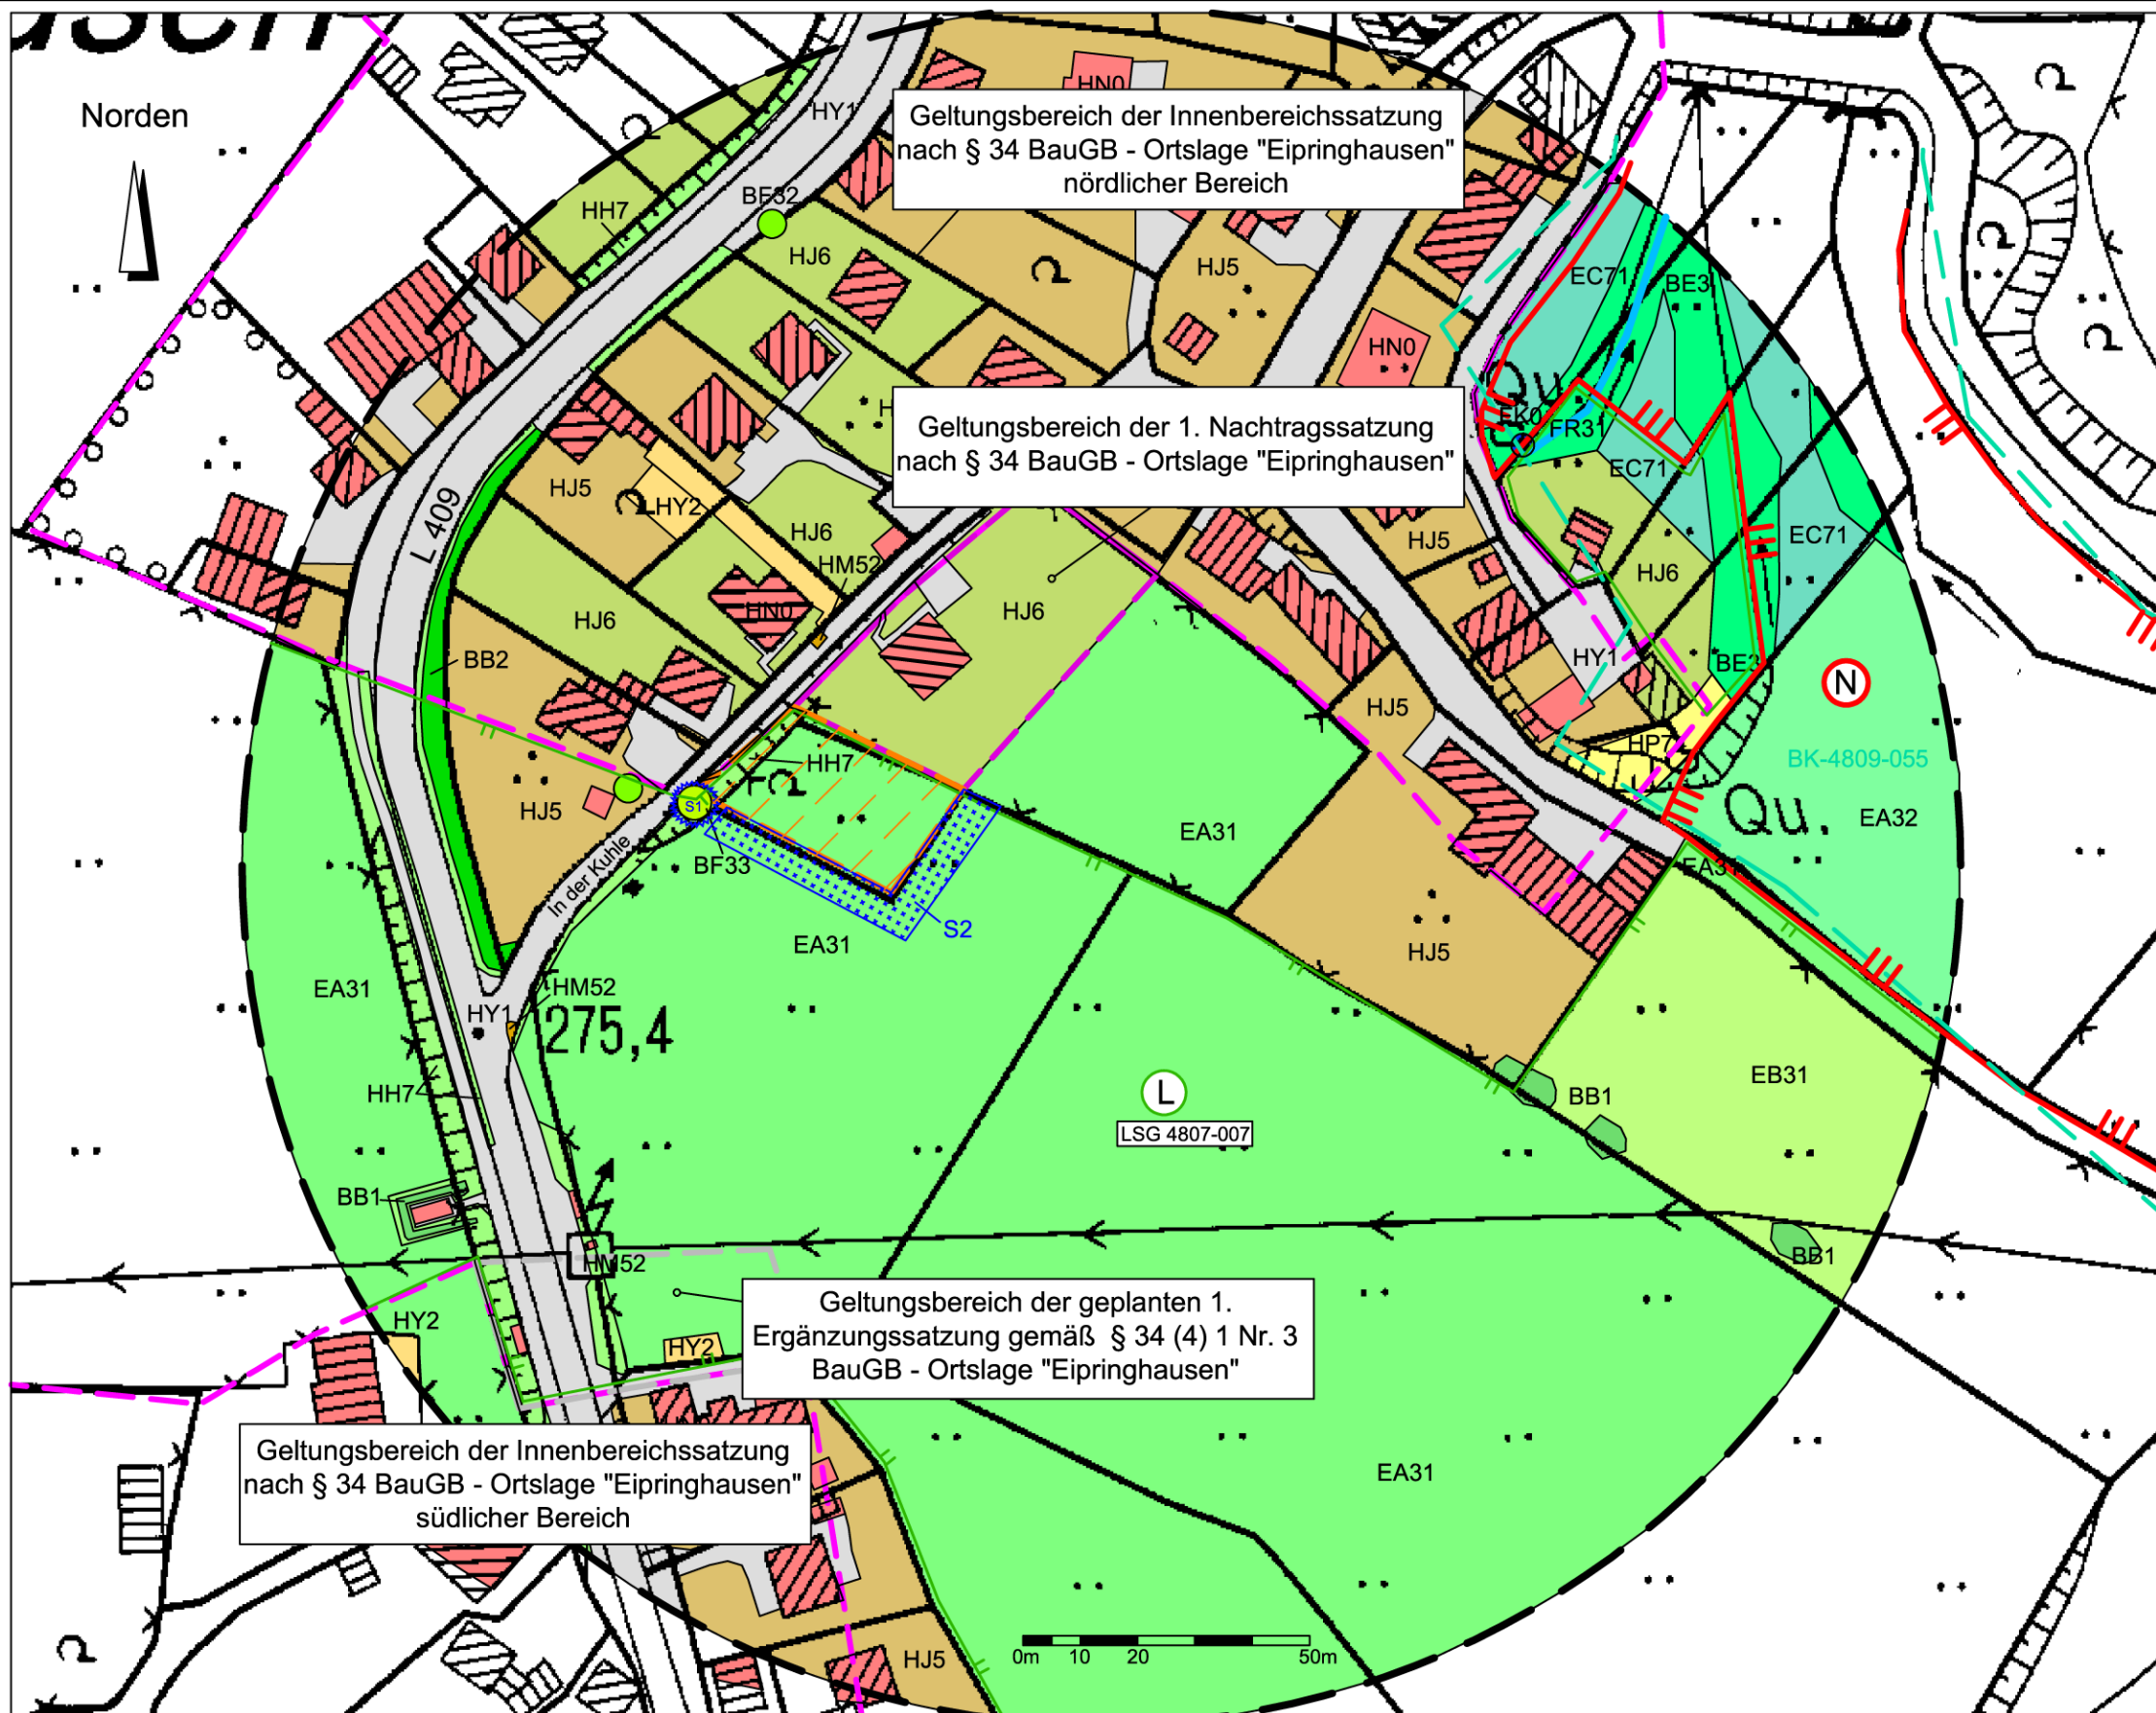 Norden
HY1
HN0
Geltungsbereich der Innenbereichssatzung
nach § 34 BauGB - Ortslage "Eipringhausen"
nördlicher Bereich
BF32
HH7
HJ6
HJ5
EC71
BE3
HN0
Qu.
FK0
FR31
Geltungsbereich der 1. Nachtragssatzung
nach § 34 BauGB - Ortslage "Eipringhausen"
EC71
L 409
HJ5
HY2
HJ6
HJ5
EC71
HM52
HJ6
HN0
HJ6
HJ6
BB2
HY1
BE3
N
HJ5
HP7
HH7
BK-4809-055
S1
HJ5
EA31
Qu.
EA32
In der Kuhle
BF33
EA31
S2
EA31
HJ5
EA31
HM52
HY1
275,4
EB31
HH7
L
LSG 4807-007
BB1
BB1
HM52
BB1
Geltungsbereich der geplanten 1.
Ergänzungssatzung gemäß § 34 (4) 1 Nr. 3
BauGB - Ortslage "Eipringhausen"
HY2
HY2
Geltungsbereich der Innenbereichssatzung
nach § 34 BauGB - Ortslage "Eipringhausen"
südlicher Bereich
EA31
HJ5
0m 10 20 50m